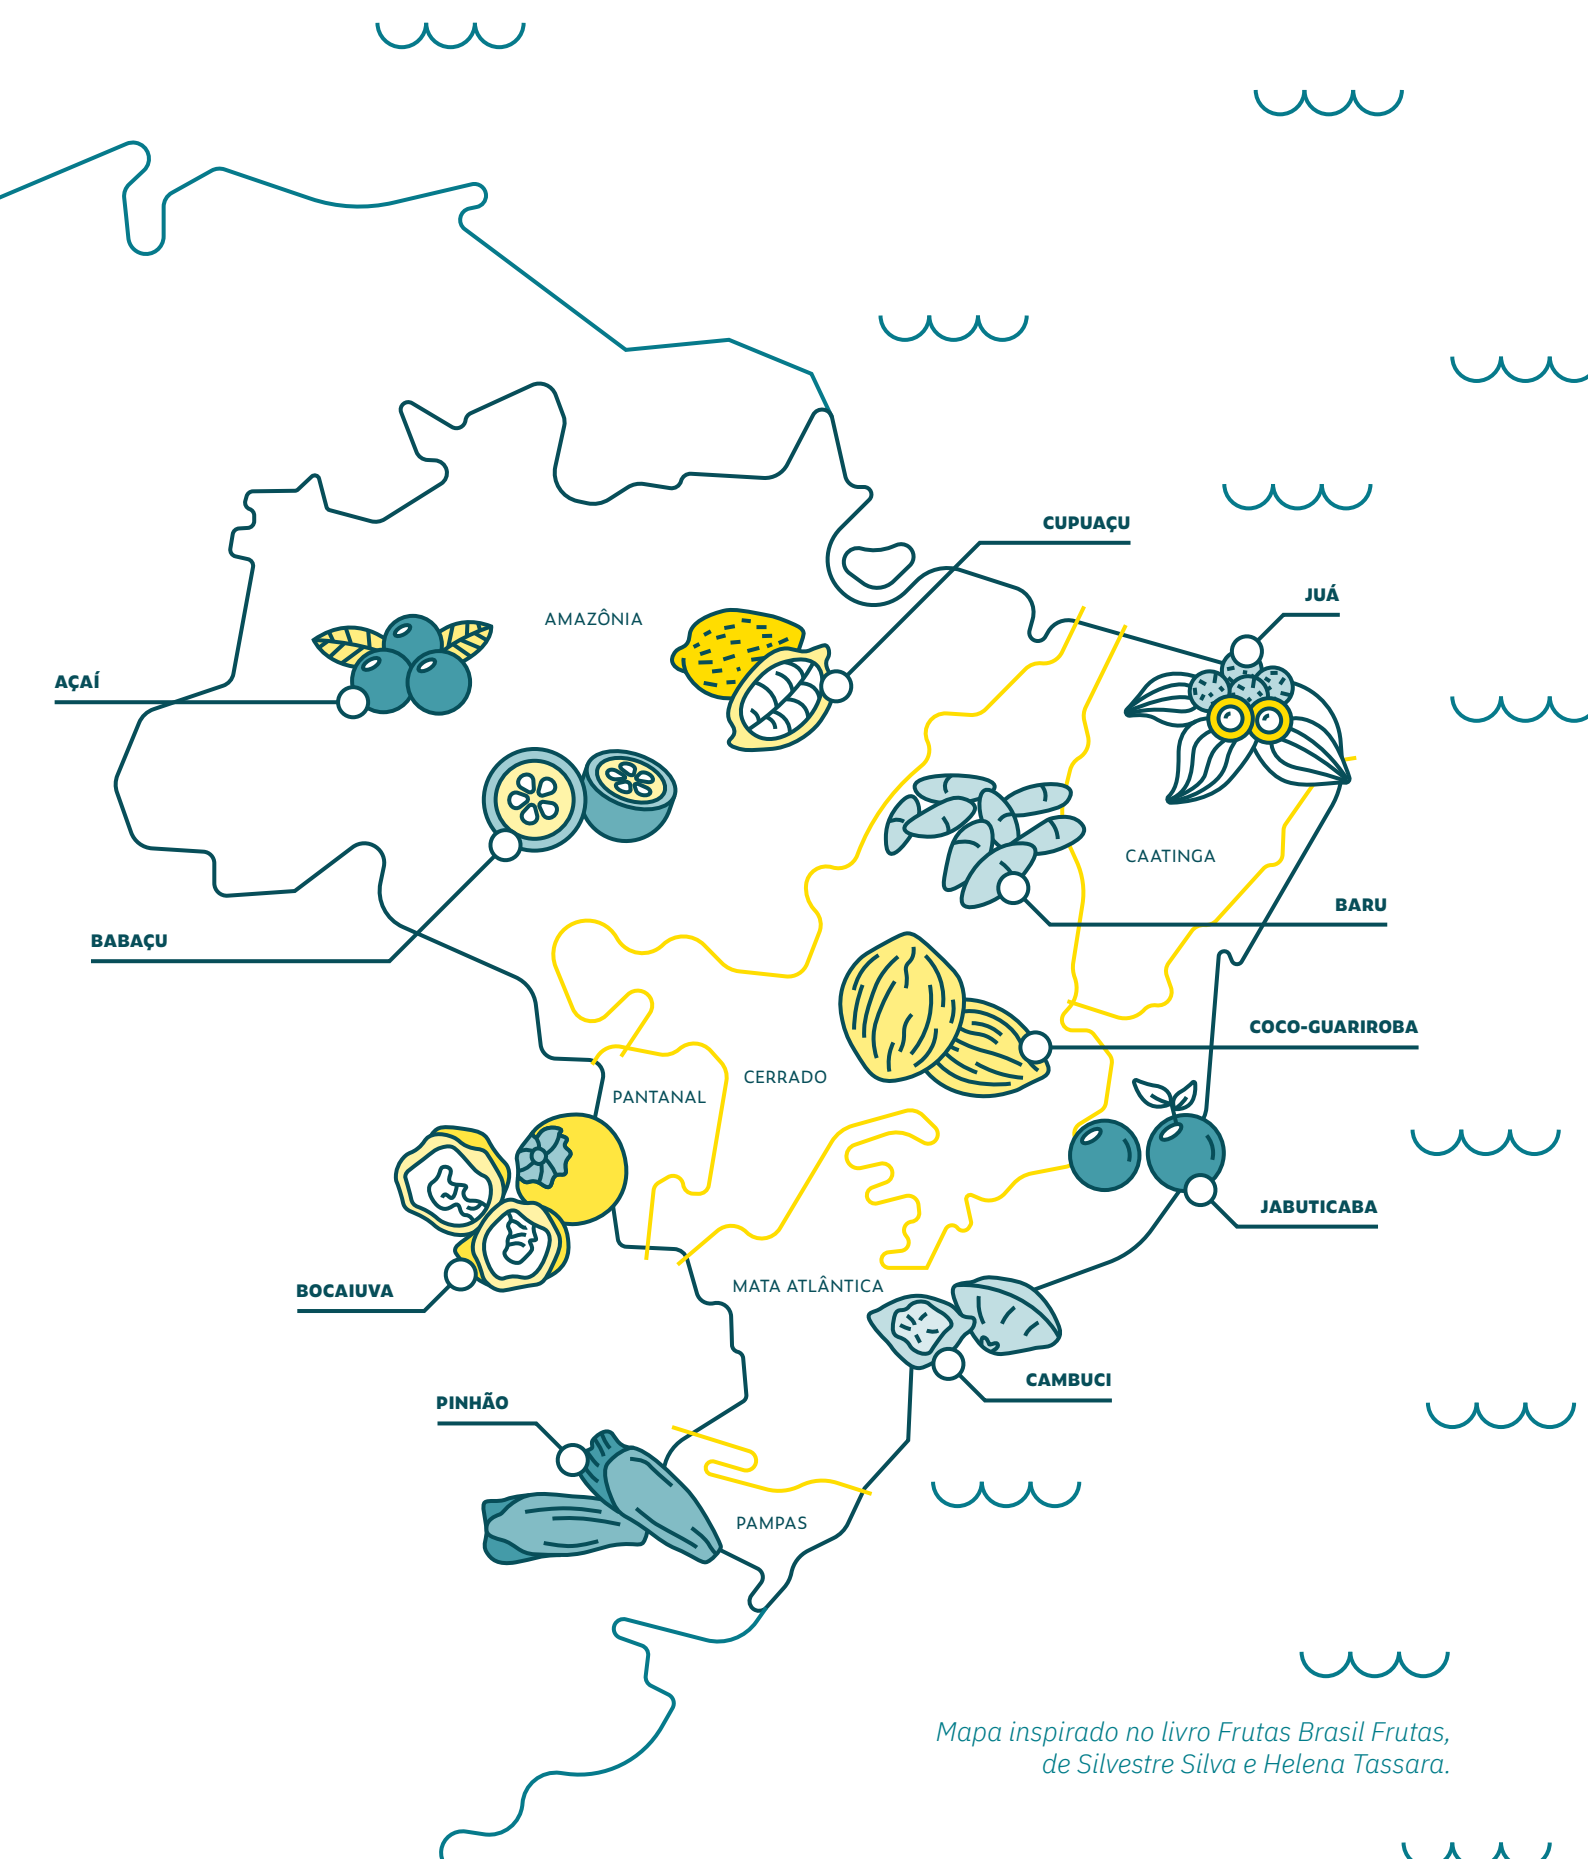 CUPUAÇU
JUÁ
AMAZÔNIA
AÇAÍ
CAATINGA
BARU
BABAÇU
COCO-GUARIROBA
CERRADO
PANTANAL
JABUTICABA
MATA ATLÂNTICA
BOCAIUVA
CAMBUCI
PINHÃO
PAMPAS
Mapa inspirado no livro Frutas Brasil Frutas,
de Silvestre Silva e Helena Tassara.